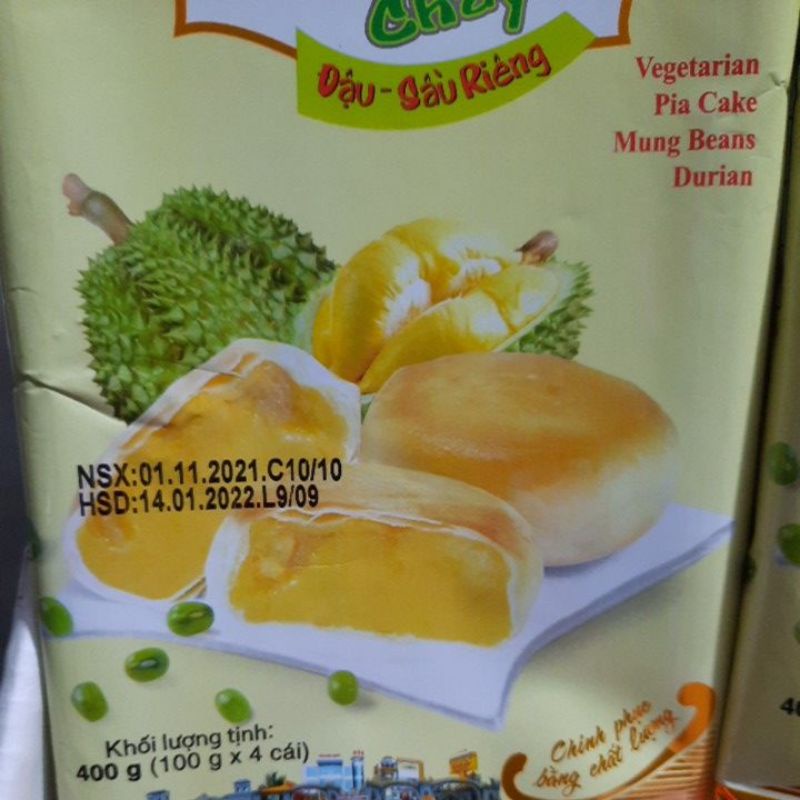 Chay
Đậu - Sầu Riêng
Vegetarian
Pia Cake
Mung Beans
Durian
NSX:01.11.2021.C10/10
HSD:14.01.2022.L9/09
Khối lượng tịnh:
400 g (100 g x 4 cái)
Chinh phục
bằng chất lượng